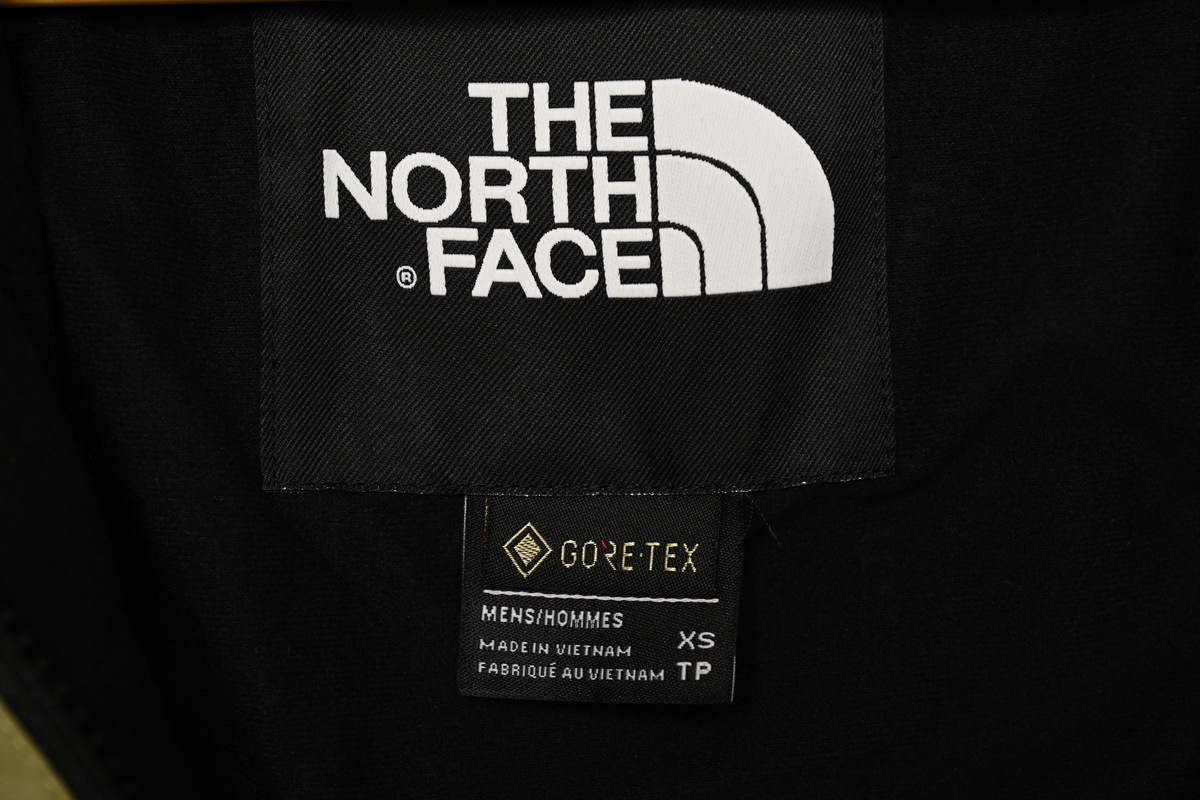 THE
NORTH
FACE
®
GORE-TEX
MENS/HOMMES
XS
MADE IN VIETNAM
FABRIQUÉ AU VIETNAM
TP